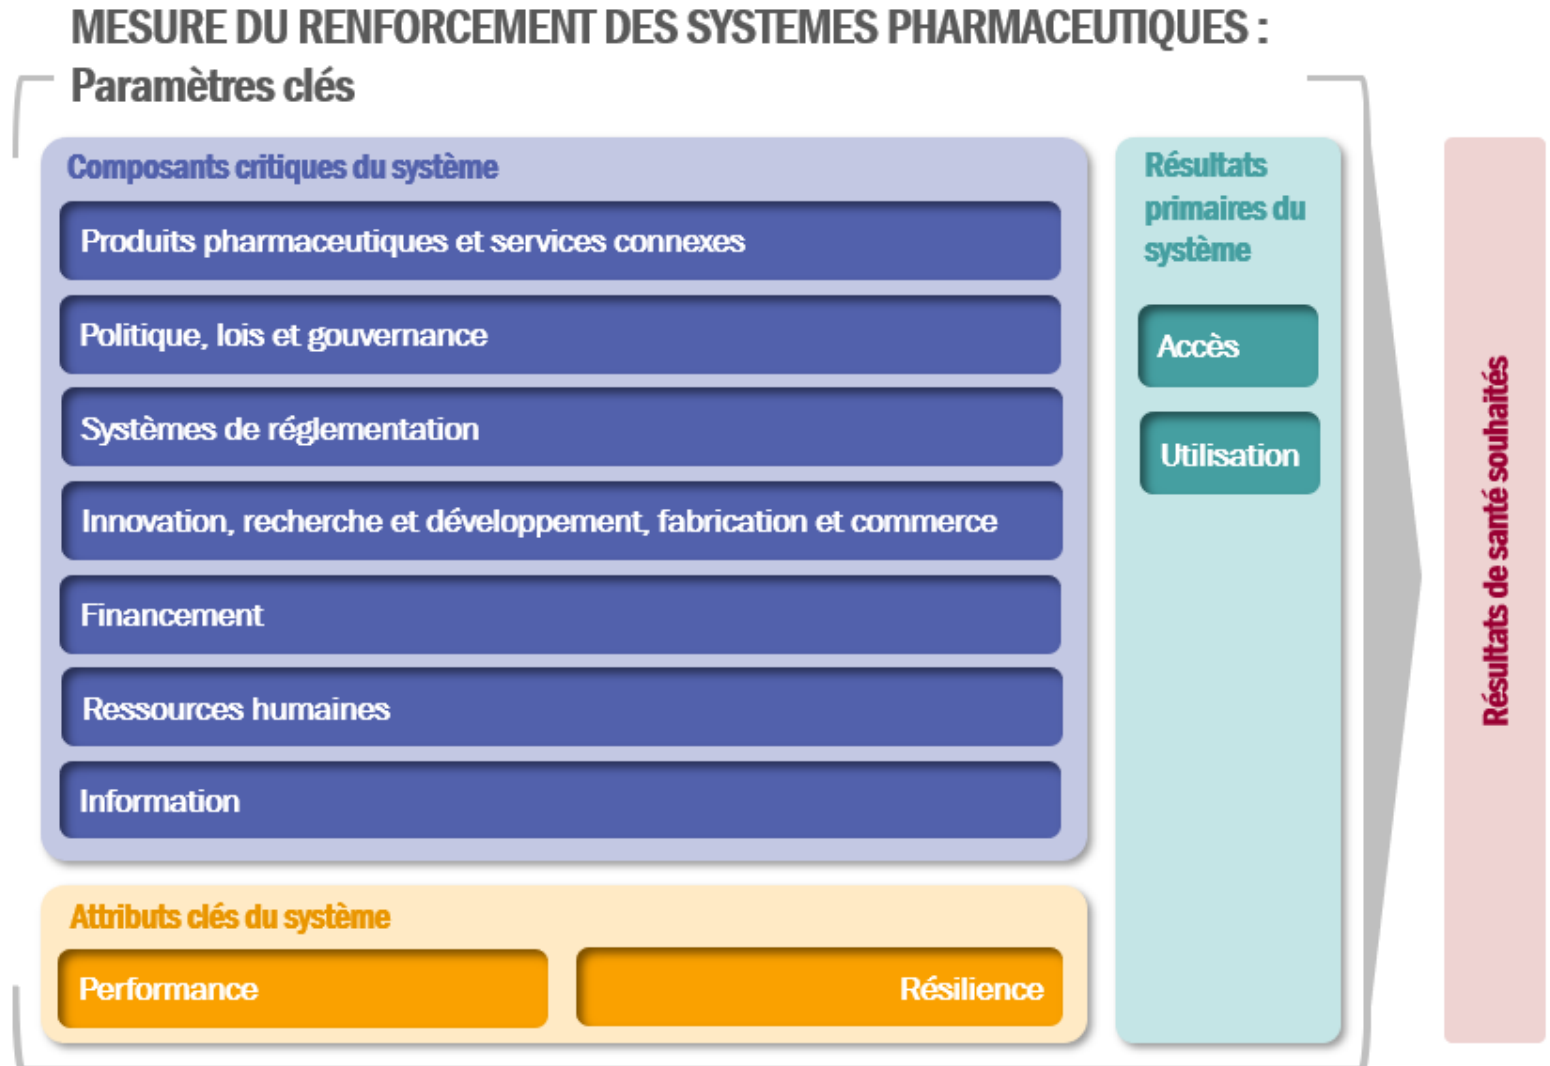 MESURE DU RENFORCEMENT DES SYSTEMES PHARMACEUTIQUES :
Paramètres clés
Composants critiques du système
Produits pharmaceutiques et services connexes
Politique, lois et gouvernance
Systèmes de réglementation
Innovation, recherche et développement, fabrication et commerce
Financement
Ressources humaines
Information
Attributs clés du système
Performance
Résilience
Résultats
primaires du
système
Accès
Utilisation
Résultats de santé souhaités